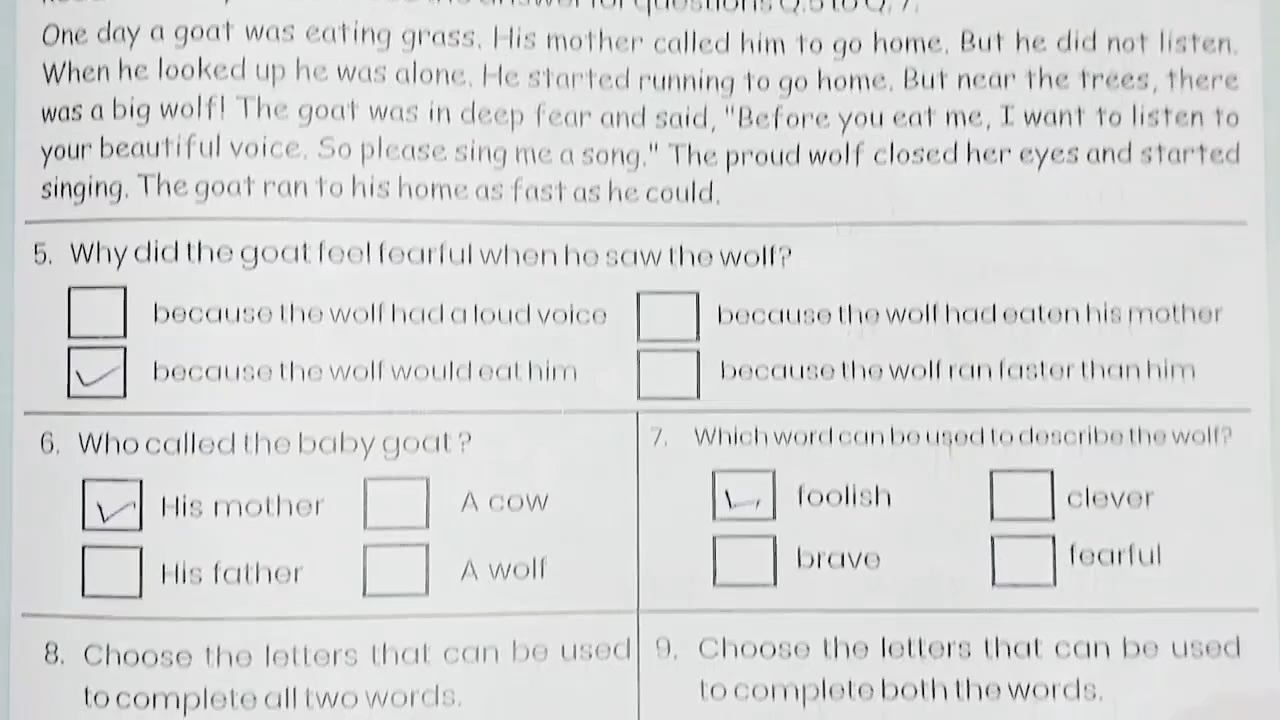 answer for questions Q.5 to Q.7.
One day a goat was eating grass. His mother called him to go home. But he did not listen.
When he looked up he was alone. He started running to go home. But near the trees, there
was a big wolf! The goat was in deep fear and said, "Before you eat me, I want to listen to
your beautiful voice. So please sing me a song." The proud wolf closed her eyes and started
singing. The goat ran to his home as fast as he could.
5. Why did the goat feel fearful when he saw the wolf?
because the wolf had a loud voice
because the wolf had eaten his mother
because the wolf would eat him
because the wolf ran faster than him
6. Who called the baby goat?
His mother
A cow
His father
A wolf
7. Which word can be used to describe the wolf?
foolish
clever
brave
fearful
8. Choose the letters that can be used
to complete all two words.
9. Choose the letters that can be used
to complete both the words.